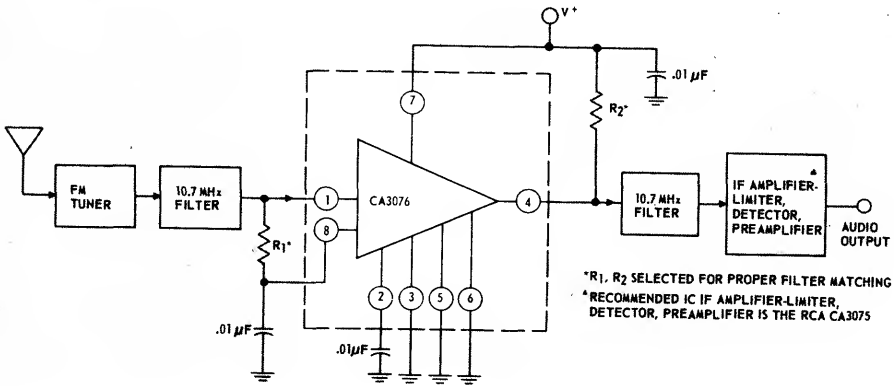 V+
.01 μF
7
R2*
FM
TUNER
10.7 MHz
FILTER
1
CA3076
4
10.7 MHz
FILTER
IF AMPLIFIER-
LIMITER,
DETECTOR,
PREAMPLIFIER
▲
AUDIO
OUTPUT
R1*
8
2
3
5
6
.01 μF
.01 μF
*R1, R2 SELECTED FOR PROPER FILTER MATCHING
▲RECOMMENDED IC IF AMPLIFIER-LIMITER,
DETECTOR, PREAMPLIFIER IS THE RCA CA3075